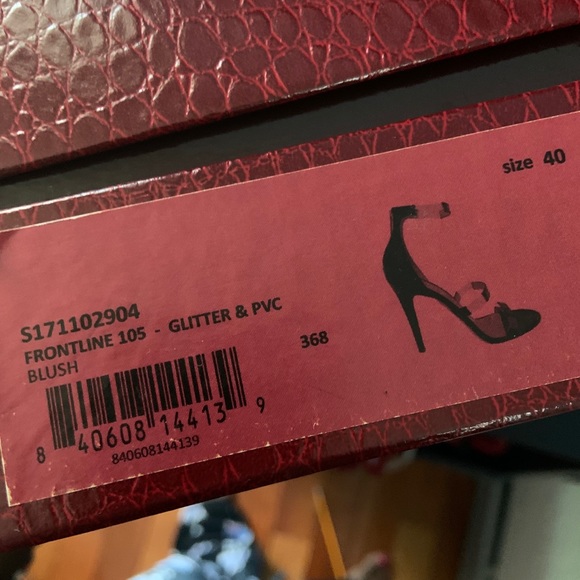 size 40
S171102904
FRONTLINE 105 - GLITTER & PVC
BLUSH
368
8 40608 14413 9
840608144139